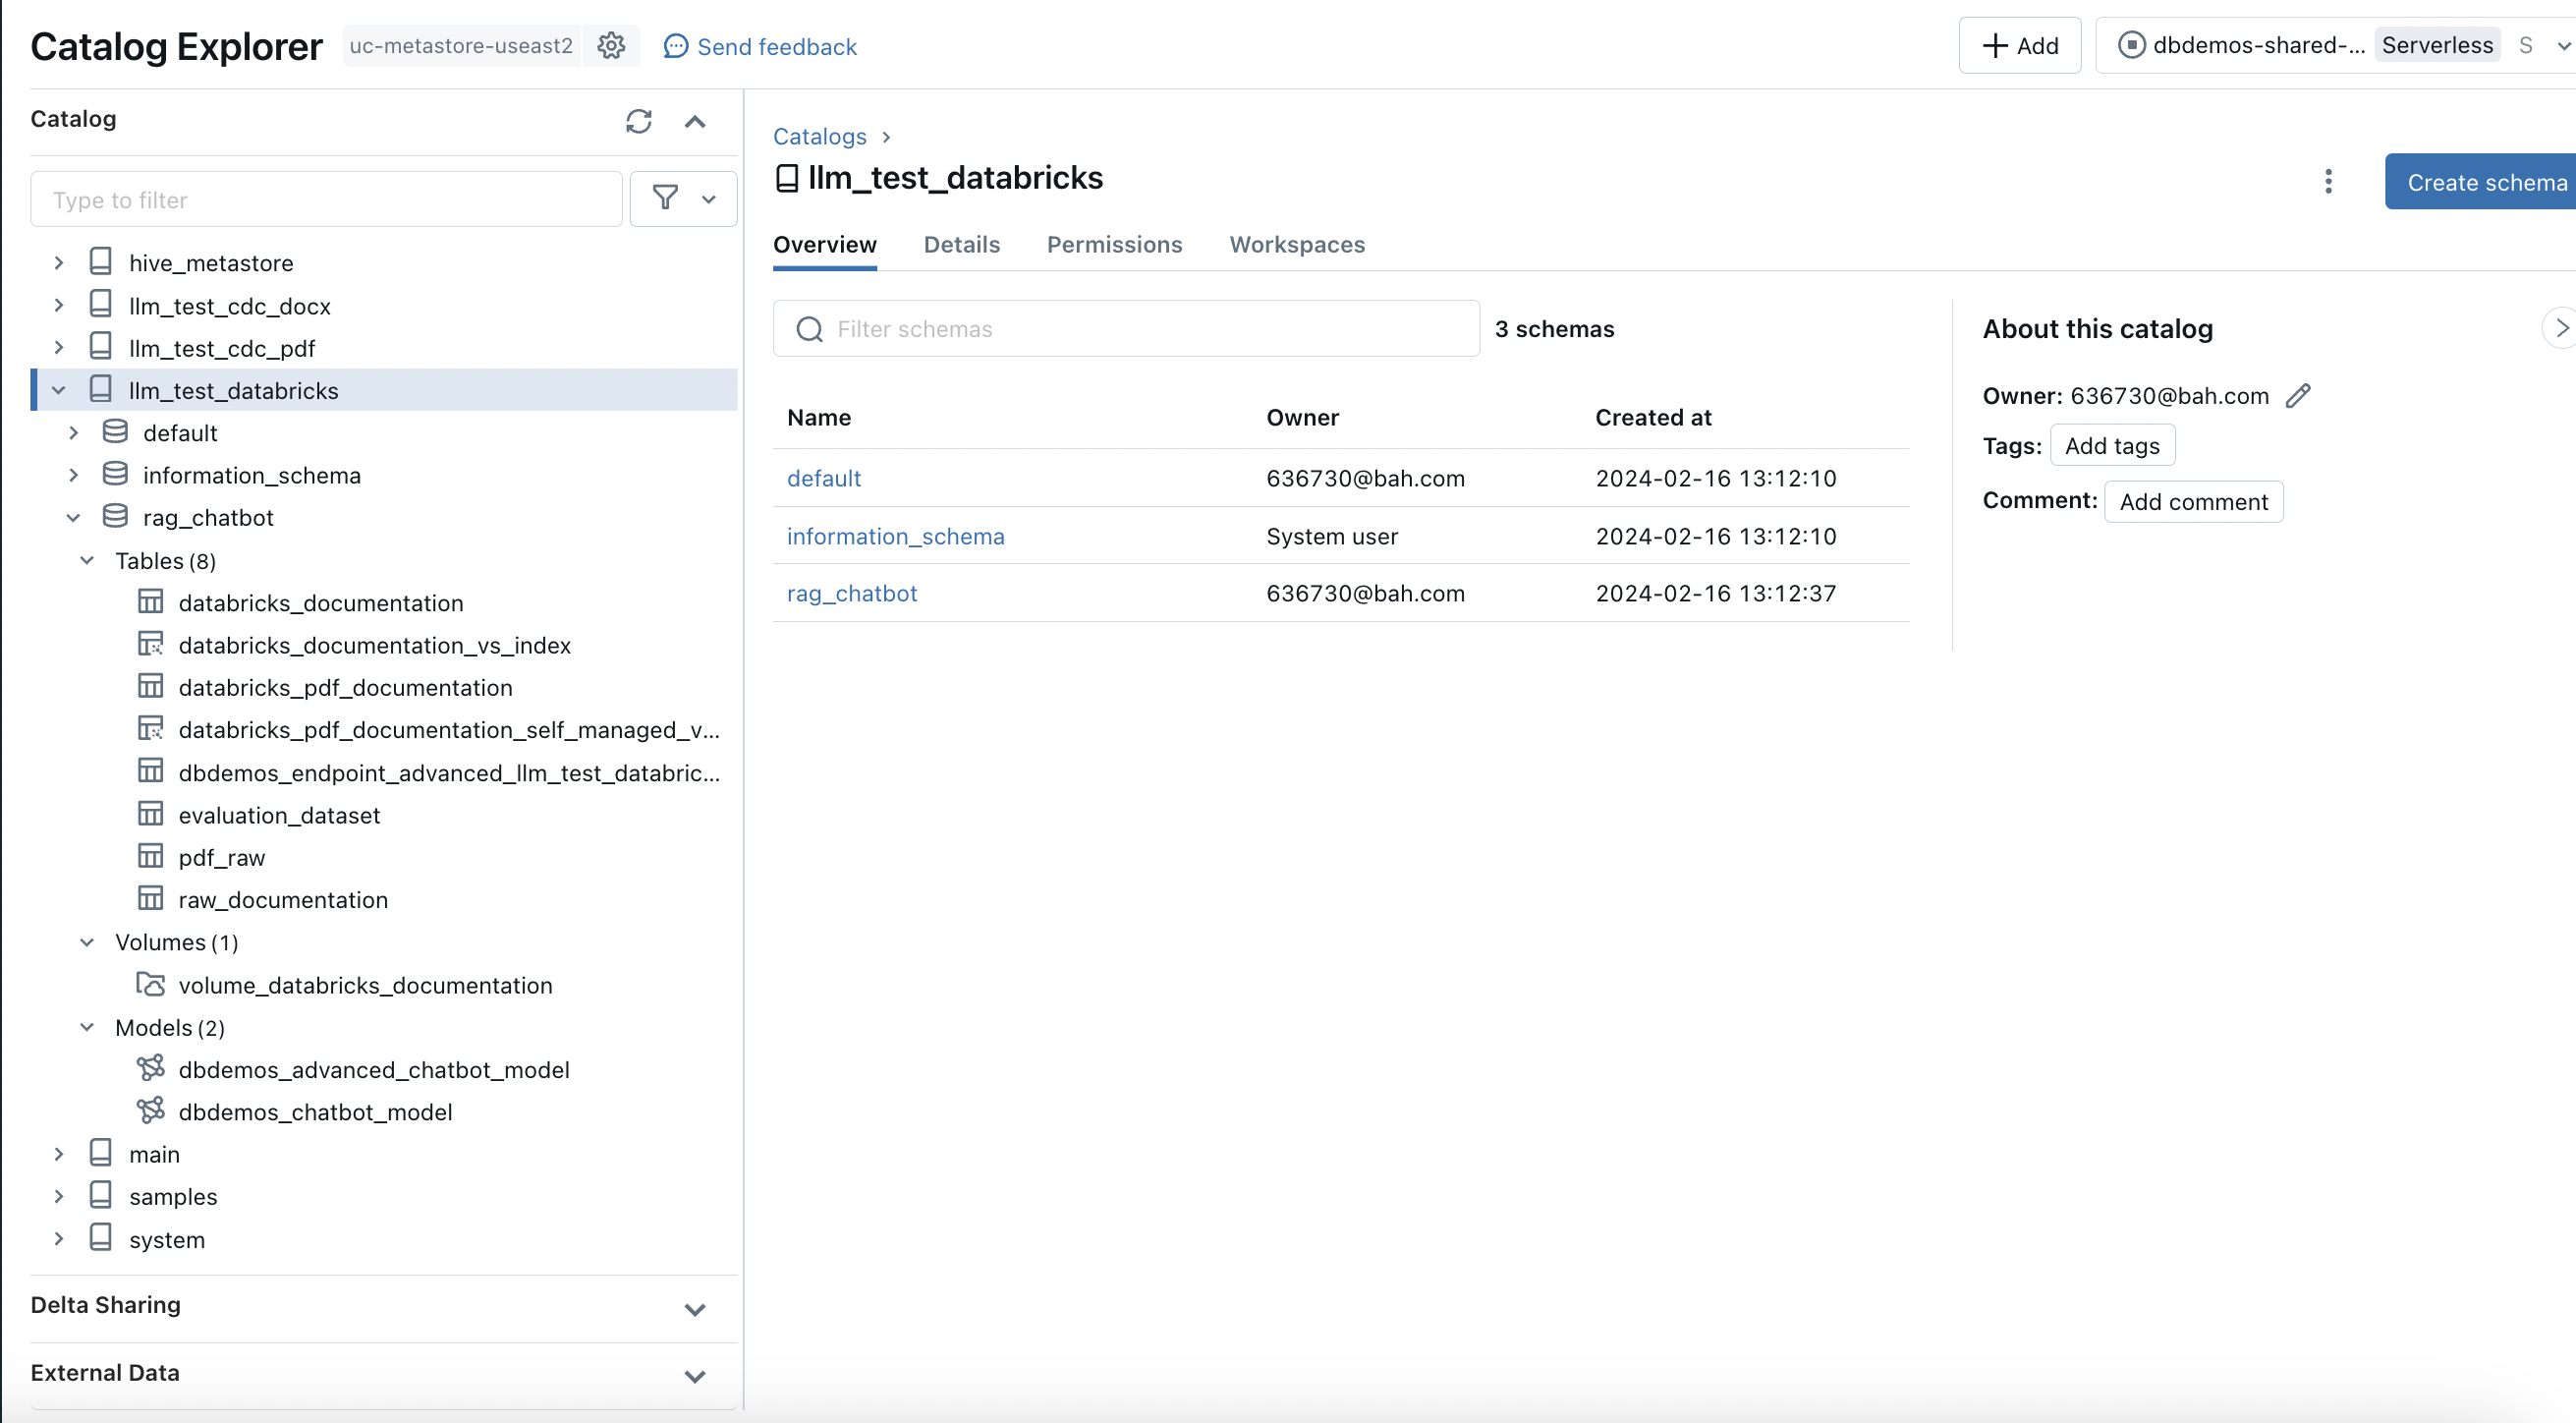 Catalog Explorer uc-metastore-useast2 Send feedback + Add dbdemos-shared-... Serverless S
Catalog
Type to filter
hive_metastore
llm_test_cdc_docx
llm_test_cdc_pdf
llm_test_databricks
default
information_schema
rag_chatbot
Tables (8)
databricks_documentation
databricks_documentation_vs_index
databricks_pdf_documentation
databricks_pdf_documentation_self_managed_v...
dbdemos_endpoint_advanced_llm_test_databric...
evaluation_dataset
pdf_raw
raw_documentation
Volumes (1)
volume_databricks_documentation
Models (2)
dbdemos_advanced_chatbot_model
dbdemos_chatbot_model
main
samples
system
Delta Sharing
External Data
Catalogs >
llm_test_databricks
Create schema
Overview Details Permissions Workspaces
Filter schemas 3 schemas
Name Owner Created at
default 636730@bah.com 2024-02-16 13:12:10
information_schema System user 2024-02-16 13:12:10
rag_chatbot 636730@bah.com 2024-02-16 13:12:37
About this catalog
Owner: 636730@bah.com
Tags: Add tags
Comment: Add comment